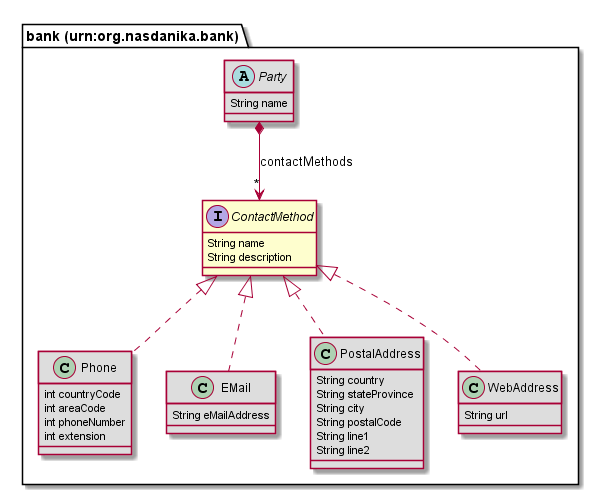 bank (urn:org.nasdanika.bank)
A Party
String name
contactMethods
*
I ContactMethod
String name
String description
C Phone
int countryCode
int areaCode
int phoneNumber
int extension
C EMail
String eMailAddress
C PostalAddress
String country
String stateProvince
String city
String postalCode
String line1
String line2
C WebAddress
String url